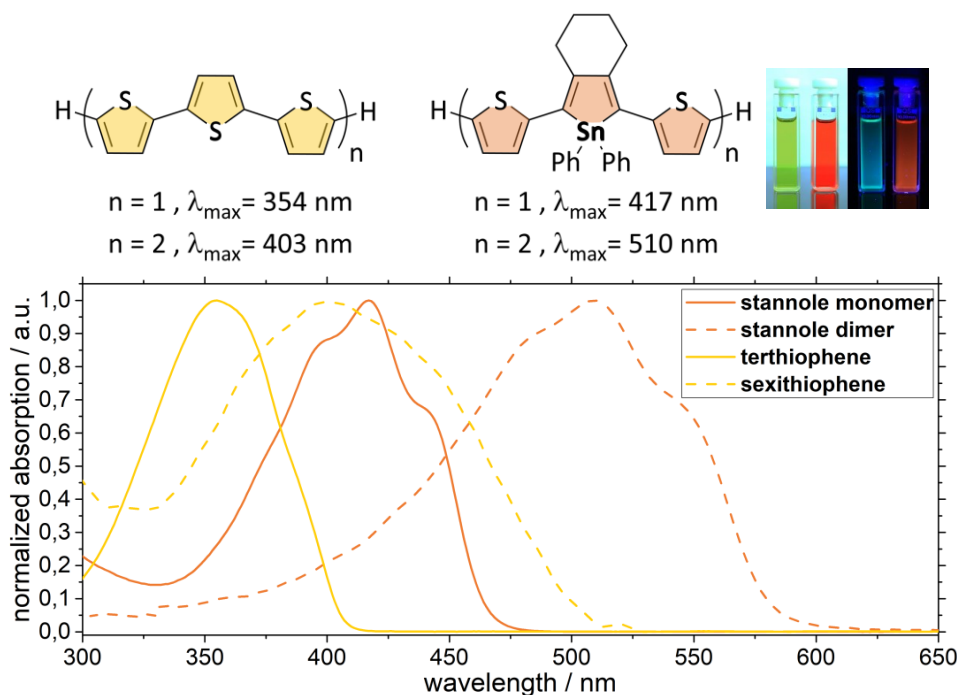 S S S
H ( ) H
n
S S
Sn
Ph Ph
H ( ) H
n
n = 1 , λmax= 354 nm
n = 2 , λmax= 403 nm
n = 1 , λmax= 417 nm
n = 2 , λmax= 510 nm
normalized absorption / a.u.
1,0
0,9
0,8
0,7
0,6
0,5
0,4
0,3
0,2
0,1
0,0
stannole monomer
stannole dimer
terthiophene
sexithiophene
300 350 400 450 500 550 600 650
wavelength / nm